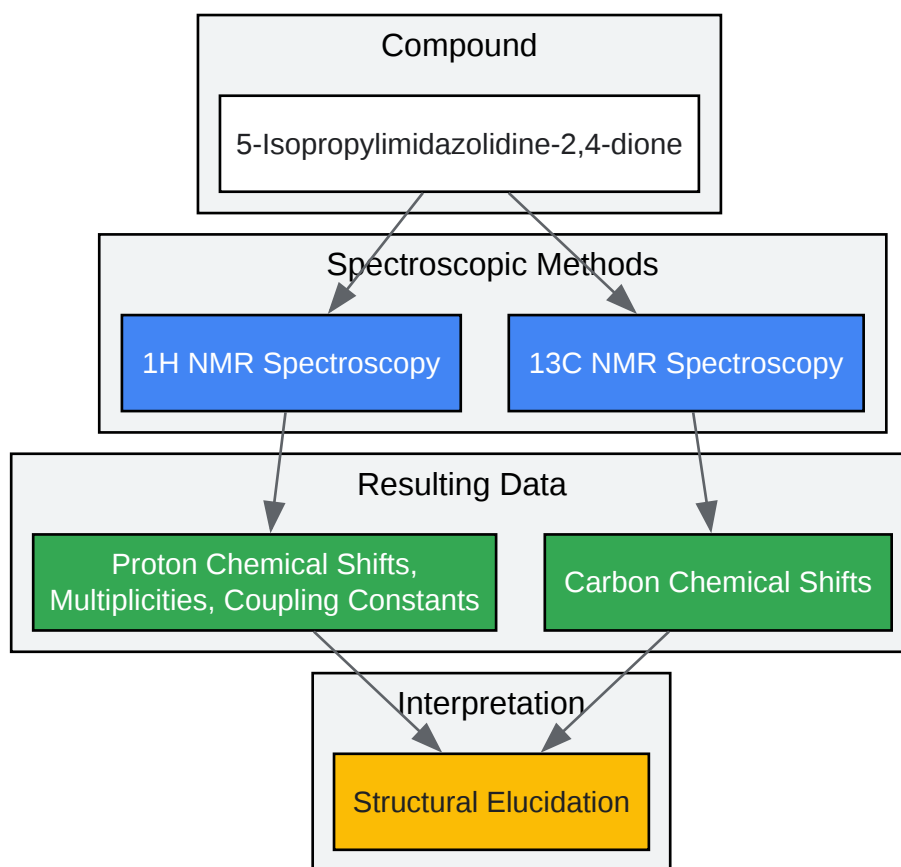 Compound
5-Isopropylimidazolidine-2,4-dione
Spectroscopic Methods
1H NMR Spectroscopy
13C NMR Spectroscopy
Resulting Data
Proton Chemical Shifts,
Multiplicities, Coupling Constants
Carbon Chemical Shifts
Interpretation
Structural Elucidation